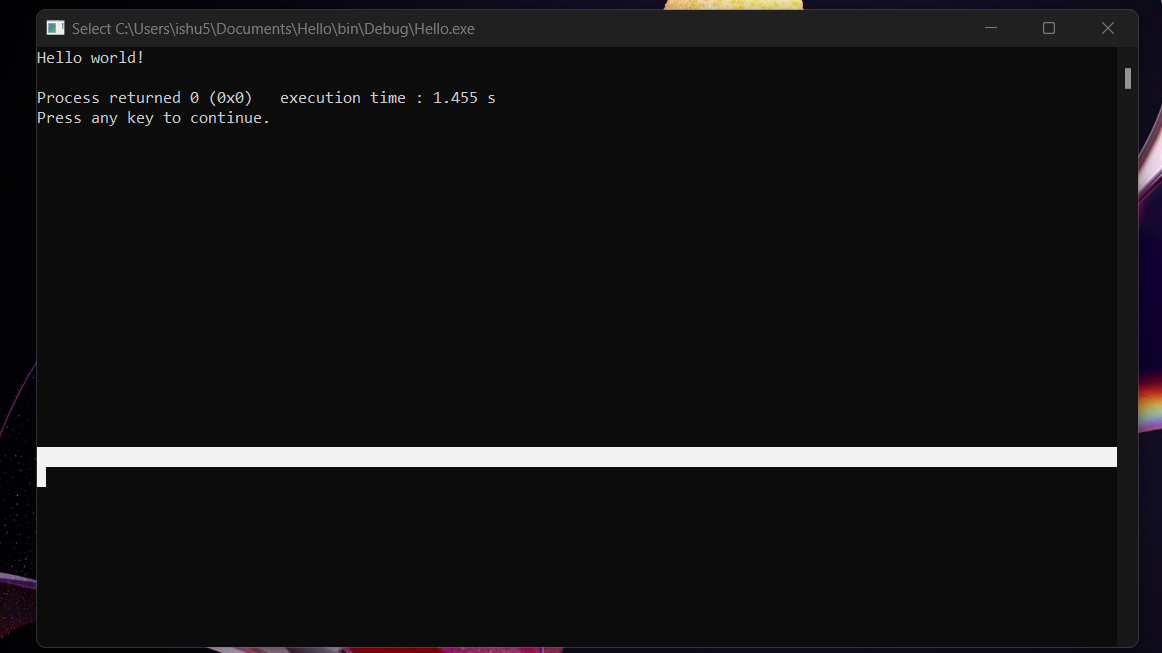 Select C:\Users\ishu5\Documents\Hello\bin\Debug\Hello.exe
Hello world!
Process returned 0 (0x0)   execution time : 1.455 s
Press any key to continue.